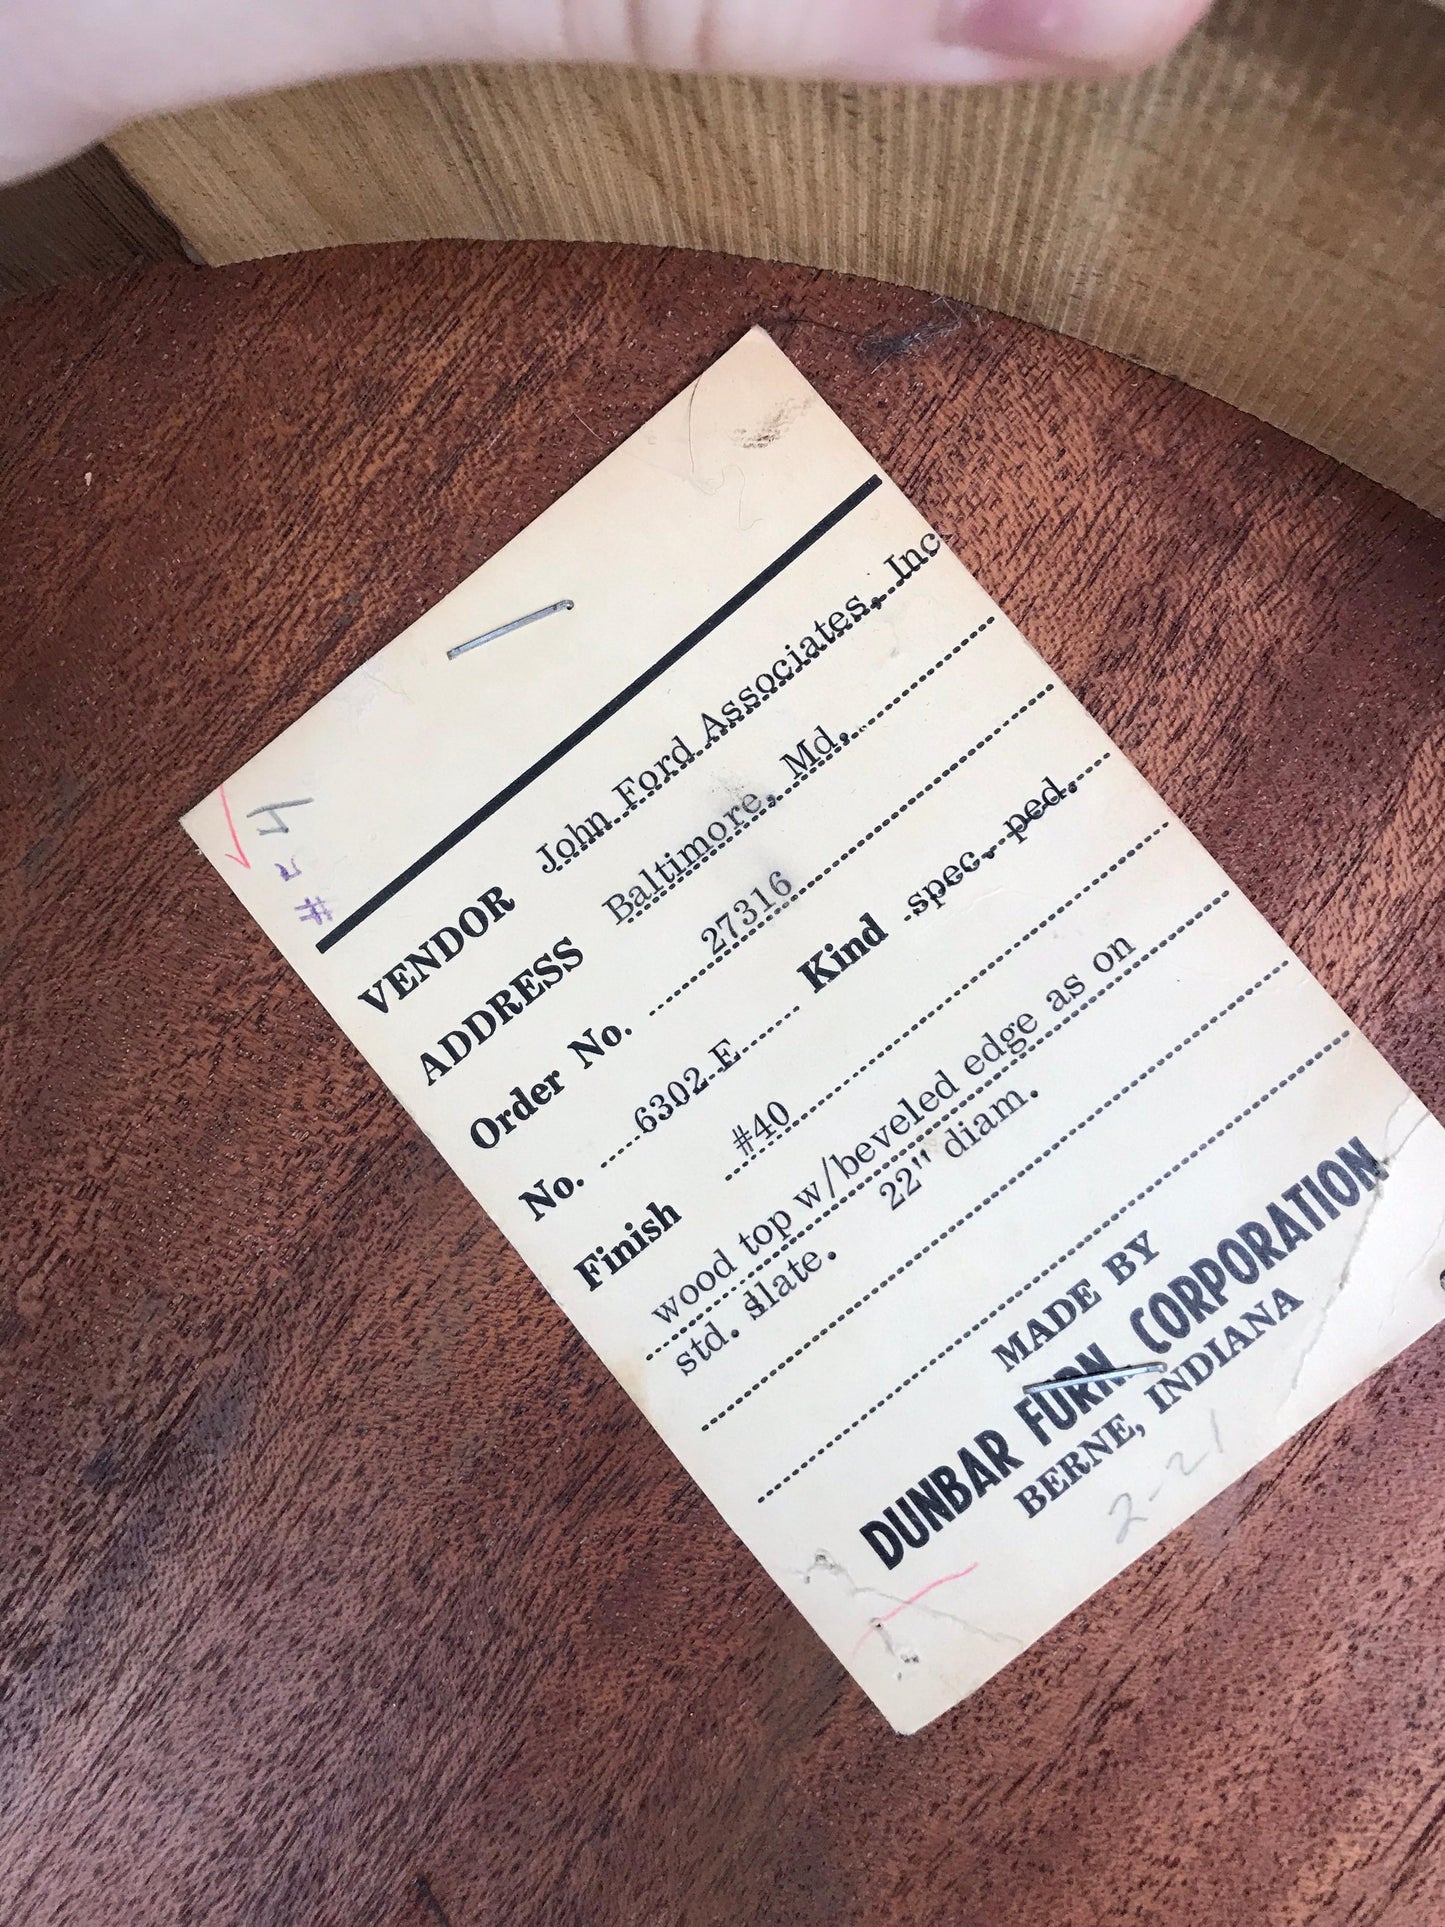 VENDOR John Ford Associates, Inc
ADDRESS Baltimore, Md.
Order No. 27316
No. 6302 E Kind spec. ped.
Finish #40
wood top w/beveled edge as on
std. slate. 22" diam.
MADE BY
DUNBAR FURN. CORPORATION
BERNE, INDIANA
2-21